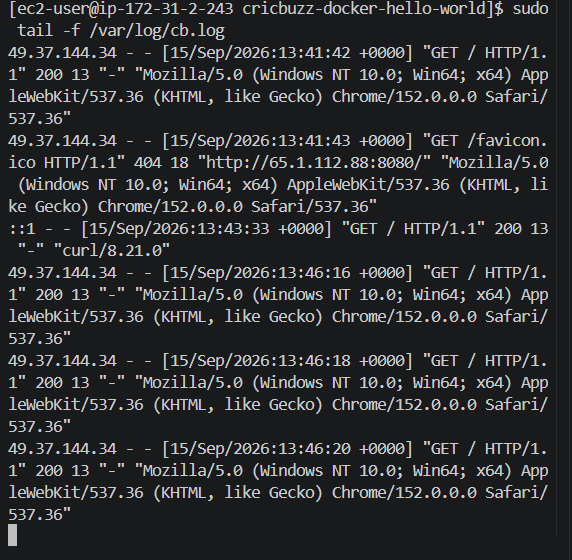 [ec2-user@ip-172-31-2-243 cricbuzz-docker-hello-world]$ sudo
 tail -f /var/log/cb.log
49.37.144.34 - - [15/Sep/2026:13:41:42 +0000] "GET / HTTP/1.
1" 200 13 "-" "Mozilla/5.0 (Windows NT 10.0; Win64; x64) App
leWebKit/537.36 (KHTML, like Gecko) Chrome/152.0.0.0 Safari/
537.36"
49.37.144.34 - - [15/Sep/2026:13:41:43 +0000] "GET /favicon.
ico HTTP/1.1" 404 18 "http://65.1.112.88:8080/" "Mozilla/5.0
 (Windows NT 10.0; Win64; x64) AppleWebKit/537.36 (KHTML, li
ke Gecko) Chrome/152.0.0.0 Safari/537.36"
::1 - - [15/Sep/2026:13:43:33 +0000] "GET / HTTP/1.1" 200 13
 "-" "curl/8.21.0"
49.37.144.34 - - [15/Sep/2026:13:46:16 +0000] "GET / HTTP/1.
1" 200 13 "-" "Mozilla/5.0 (Windows NT 10.0; Win64; x64) App
leWebKit/537.36 (KHTML, like Gecko) Chrome/152.0.0.0 Safari/
537.36"
49.37.144.34 - - [15/Sep/2026:13:46:18 +0000] "GET / HTTP/1.
1" 200 13 "-" "Mozilla/5.0 (Windows NT 10.0; Win64; x64) App
leWebKit/537.36 (KHTML, like Gecko) Chrome/152.0.0.0 Safari/
537.36"
49.37.144.34 - - [15/Sep/2026:13:46:20 +0000] "GET / HTTP/1.
1" 200 13 "-" "Mozilla/5.0 (Windows NT 10.0; Win64; x64) App
leWebKit/537.36 (KHTML, like Gecko) Chrome/152.0.0.0 Safari/
537.36"